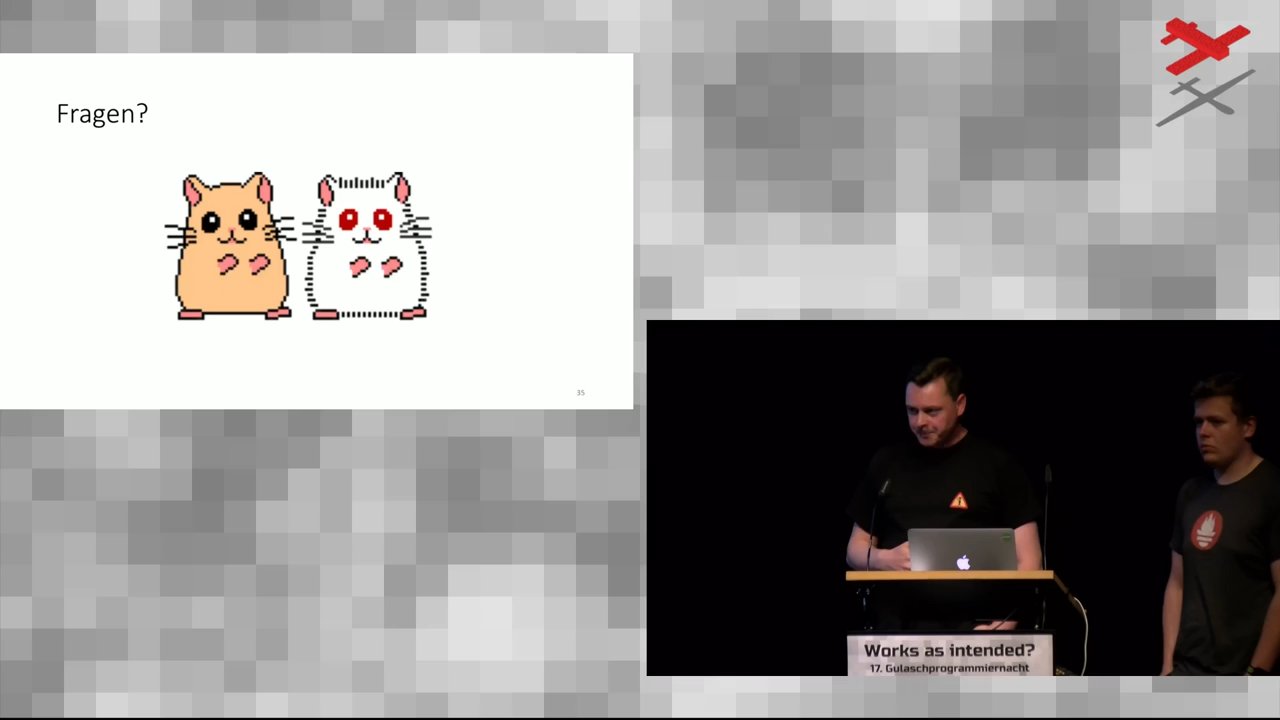 Fragen?
35
Works as intended?
17. Gulaschprogrammiernacht